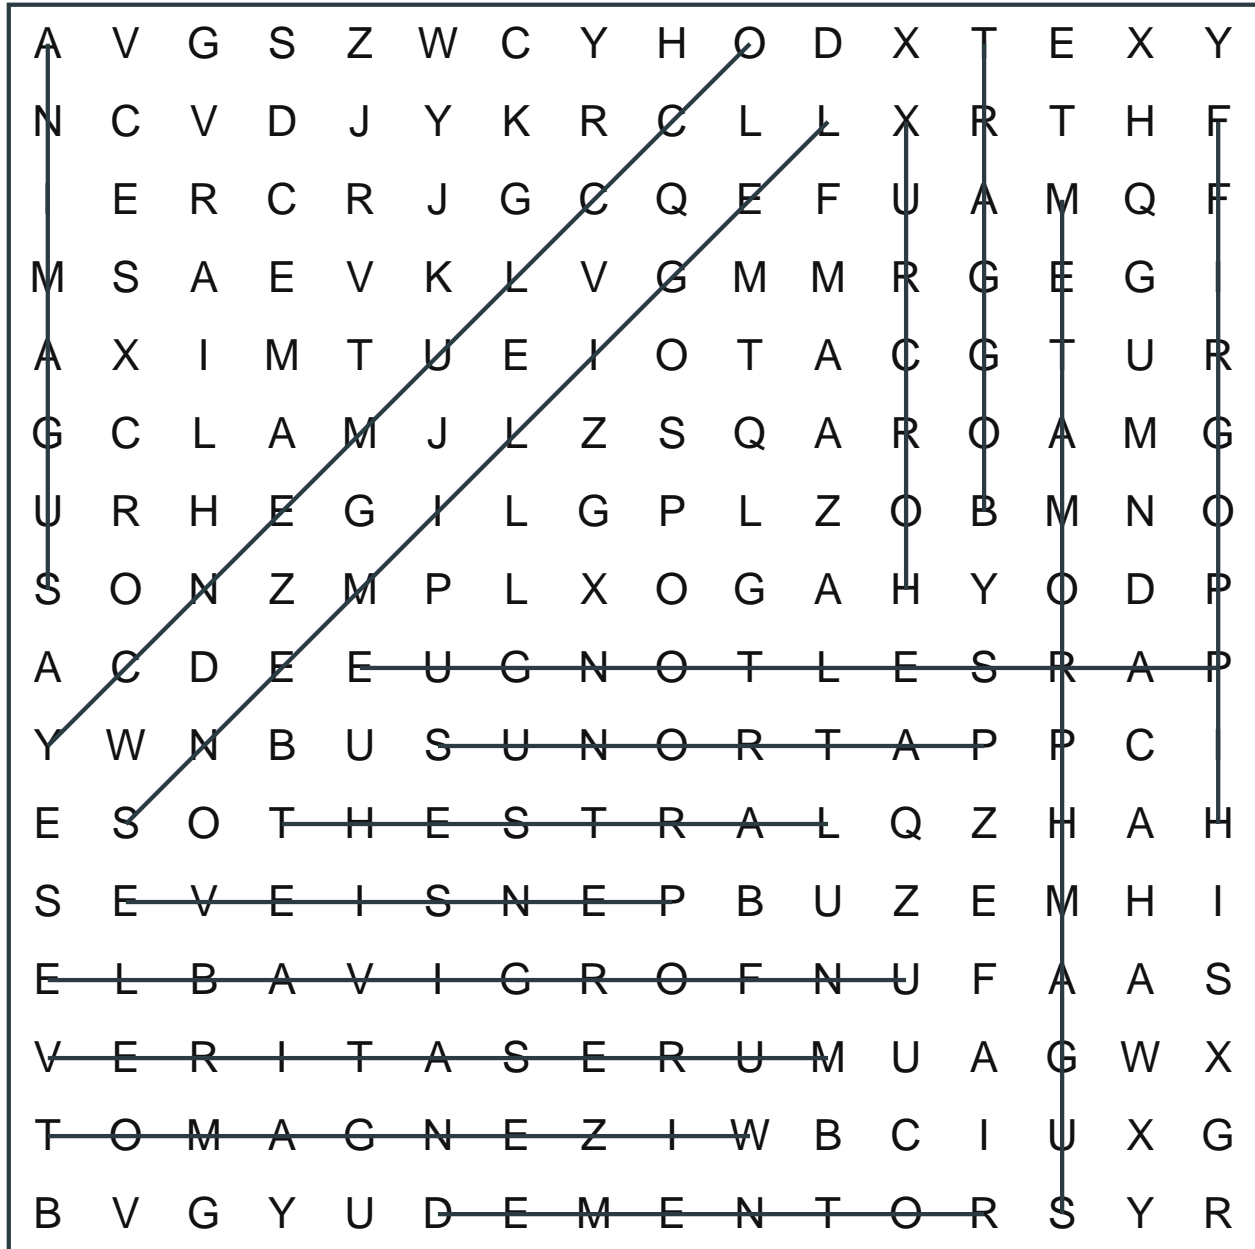 A V G S Z W C Y H O D X T E X Y
N C V D J Y K R C L L X R T H F
I E R C R J G C Q E F U A M Q F
M S A E V K L V G M M R G E G I
A X I M T U E I O T A C G T U R
G C L A M J L Z S Q A R O A M G
U R H E G I L G P L Z O B M N O
S O N Z M P L X O G A H Y O D P
A C D E E U G N O T L E S R A P
Y W N B U S U N O R T A P P C I
E S O T H E S T R A L Q Z H A H
S E V E I S N E P B U Z E M H I
E L B A V I G R O F N U F A A S
V E R I T A S E R U M U A G W X
T O M A G N E Z I W B C I U X G
B V G Y U D E M E N T O R S Y R